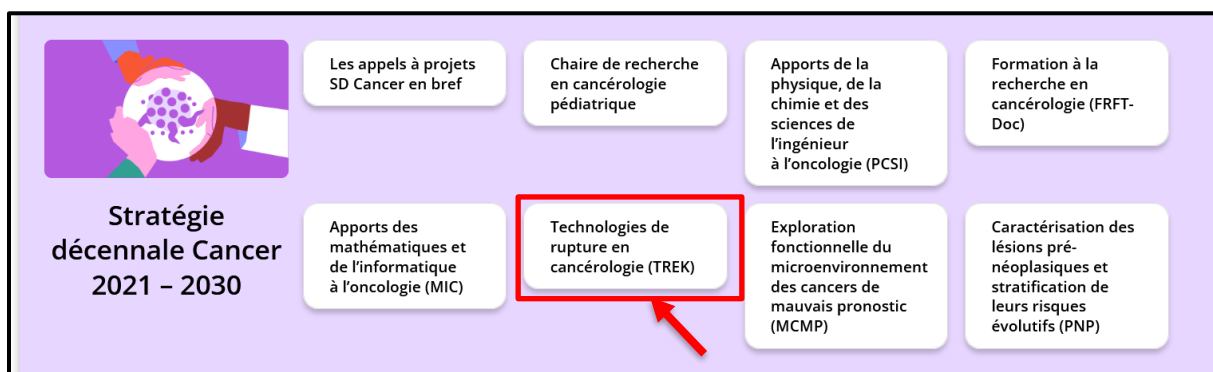 Stratégie
décennale Cancer
2021 – 2030
Les appels à projets
SD Cancer en bref
Chaire de recherche
en cancérologie
pédiatrique
Apports de la
physique, de la
chimie et des
sciences de
l'ingénieur
à l'oncologie (PCSI)
Formation à la
recherche en
cancérologie (FRFT-
Doc)
Apports des
mathématiques et
de l'informatique
à l'oncologie (MIC)
Technologies de
rupture en
cancérologie (TREK)
Exploration
fonctionnelle du
microenvironnement
des cancers de
mauvais pronostic
(MCMP)
Caractérisation des
lésions pré-
néoplasiques et
stratification de
leurs risques
évolutifs (PNP)